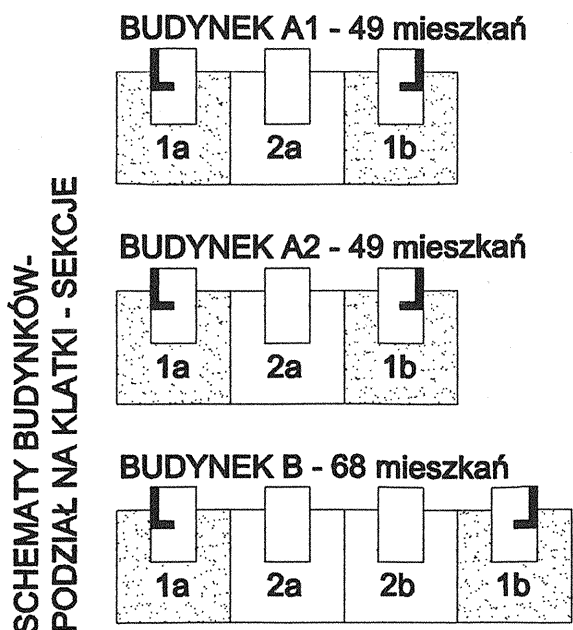 SCHEMATY BUDYNKÓW-
PODZIAŁ NA KLATKI - SEKCJE
BUDYNEK A1 - 49 mieszkań
1a 2a 1b
BUDYNEK A2 - 49 mieszkań
1a 2a 1b
BUDYNEK B - 68 mieszkań
1a 2a 2b 1b